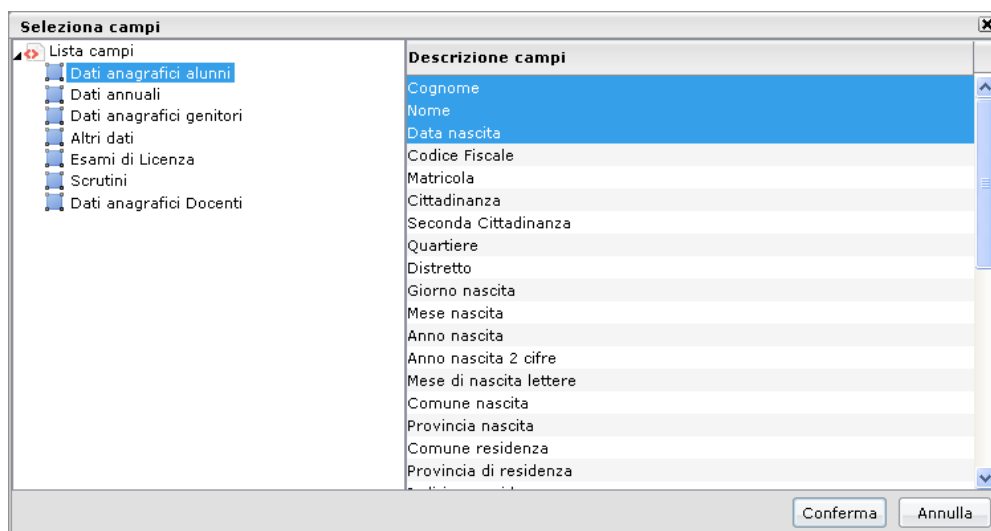 Seleziona campi
Lista campi
Dati anagrafici alunni
Dati annuali
Dati anagrafici genitori
Altri dati
Esami di Licenza
Scrutini
Dati anagrafici Docenti
Descrizione campi
Cognome
Nome
Data nascita
Codice Fiscale
Matricola
Cittadinanza
Seconda Cittadinanza
Quartiere
Distretto
Giorno nascita
Mese nascita
Anno nascita
Anno nascita 2 cifre
Mese di nascita lettere
Comune nascita
Provincia nascita
Comune residenza
Provincia di residenza
Conferma
Annulla